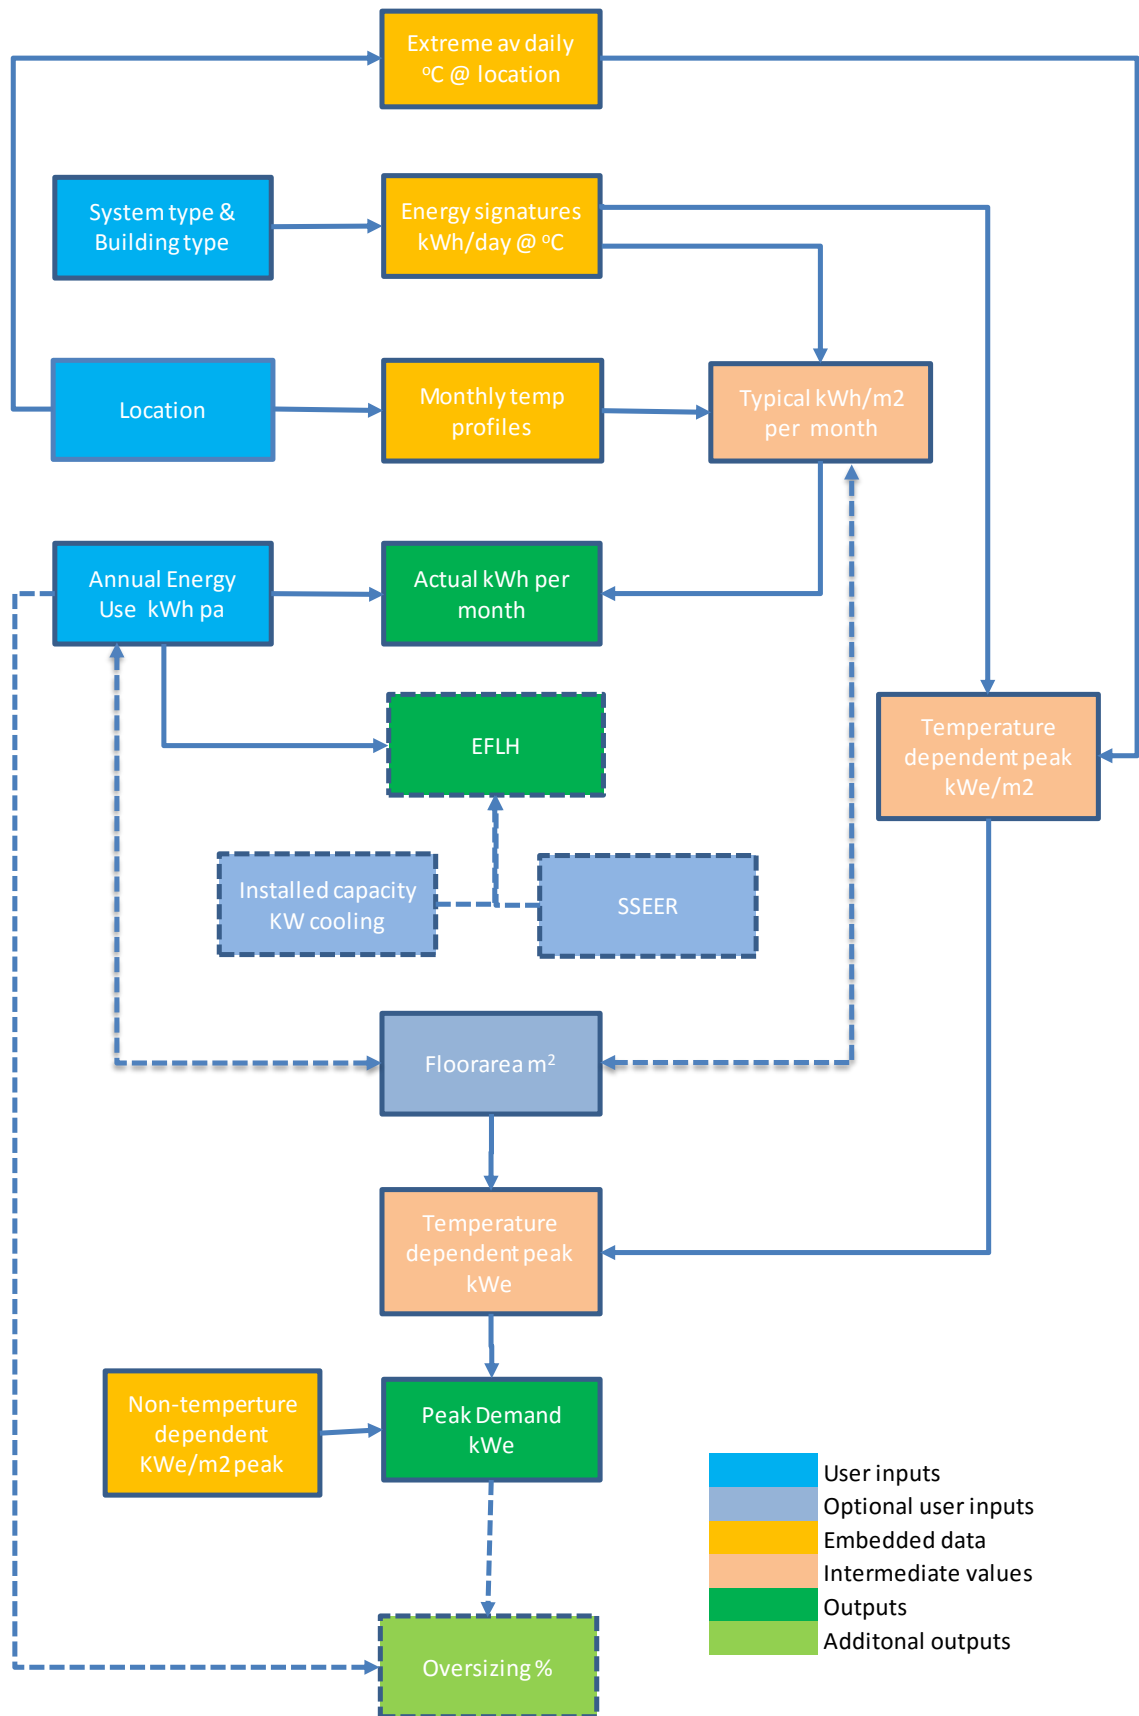 Extreme av daily
°C @ location
System type &
Building type
Energy signatures
kWh/day @ °C
Location
Monthly temp
profiles
Typical kWh/m2
per month
Annual Energy
Use kWh pa
Actual kWh per
month
EFLH
Temperature
dependent peak
kWe/m2
Installed capacity
KW cooling
SSEER
Floorarea m²
Temperature
dependent peak
kWe
Non-temperture
dependent
KWe/m2 peak
Peak Demand
kWe
Oversizing %
User inputs
Optional user inputs
Embedded data
Intermediate values
Outputs
Additonal outputs